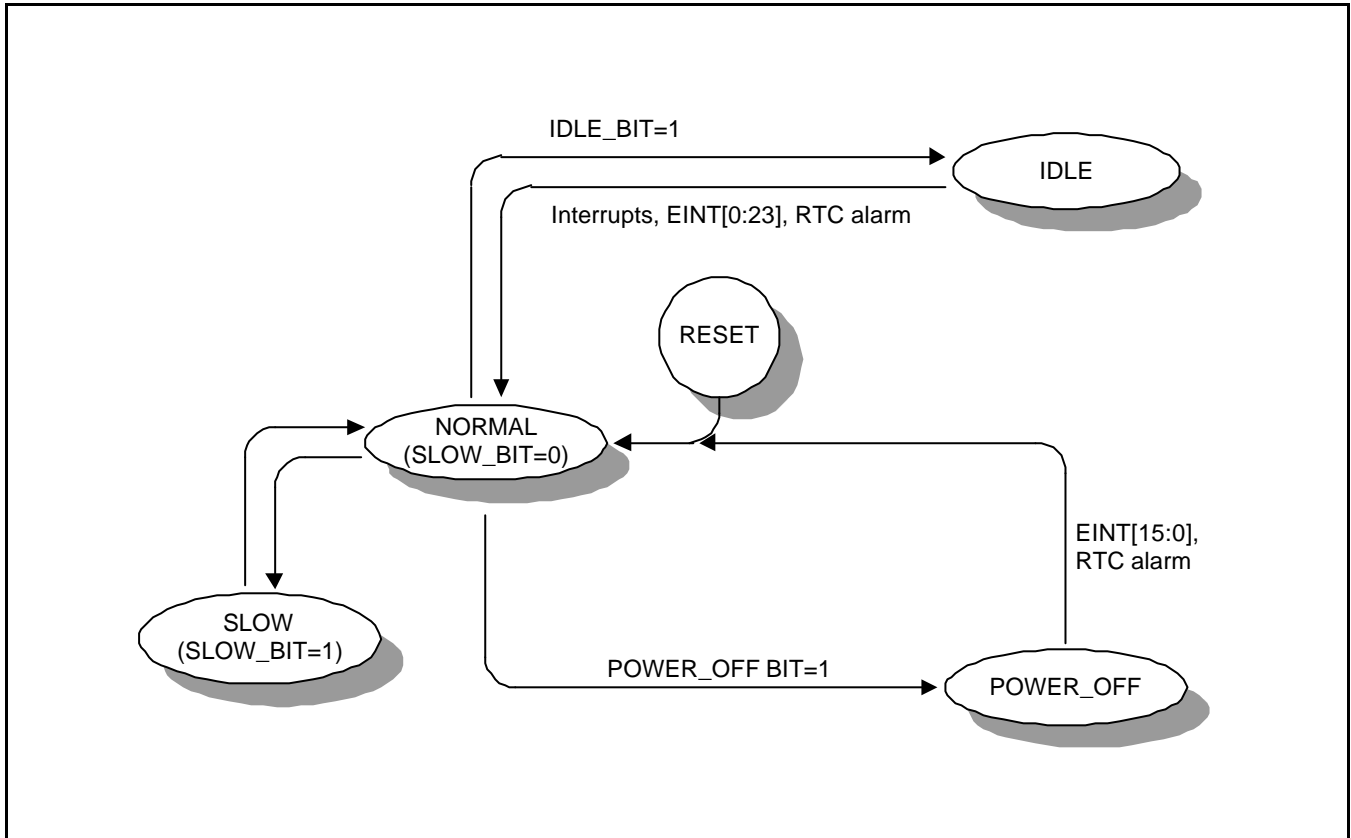 IDLE_BIT=1
IDLE
Interrupts, EINT[0:23], RTC alarm
RESET
NORMAL
(SLOW_BIT=0)
EINT[15:0],
RTC alarm
SLOW
(SLOW_BIT=1)
POWER_OFF BIT=1
POWER_OFF